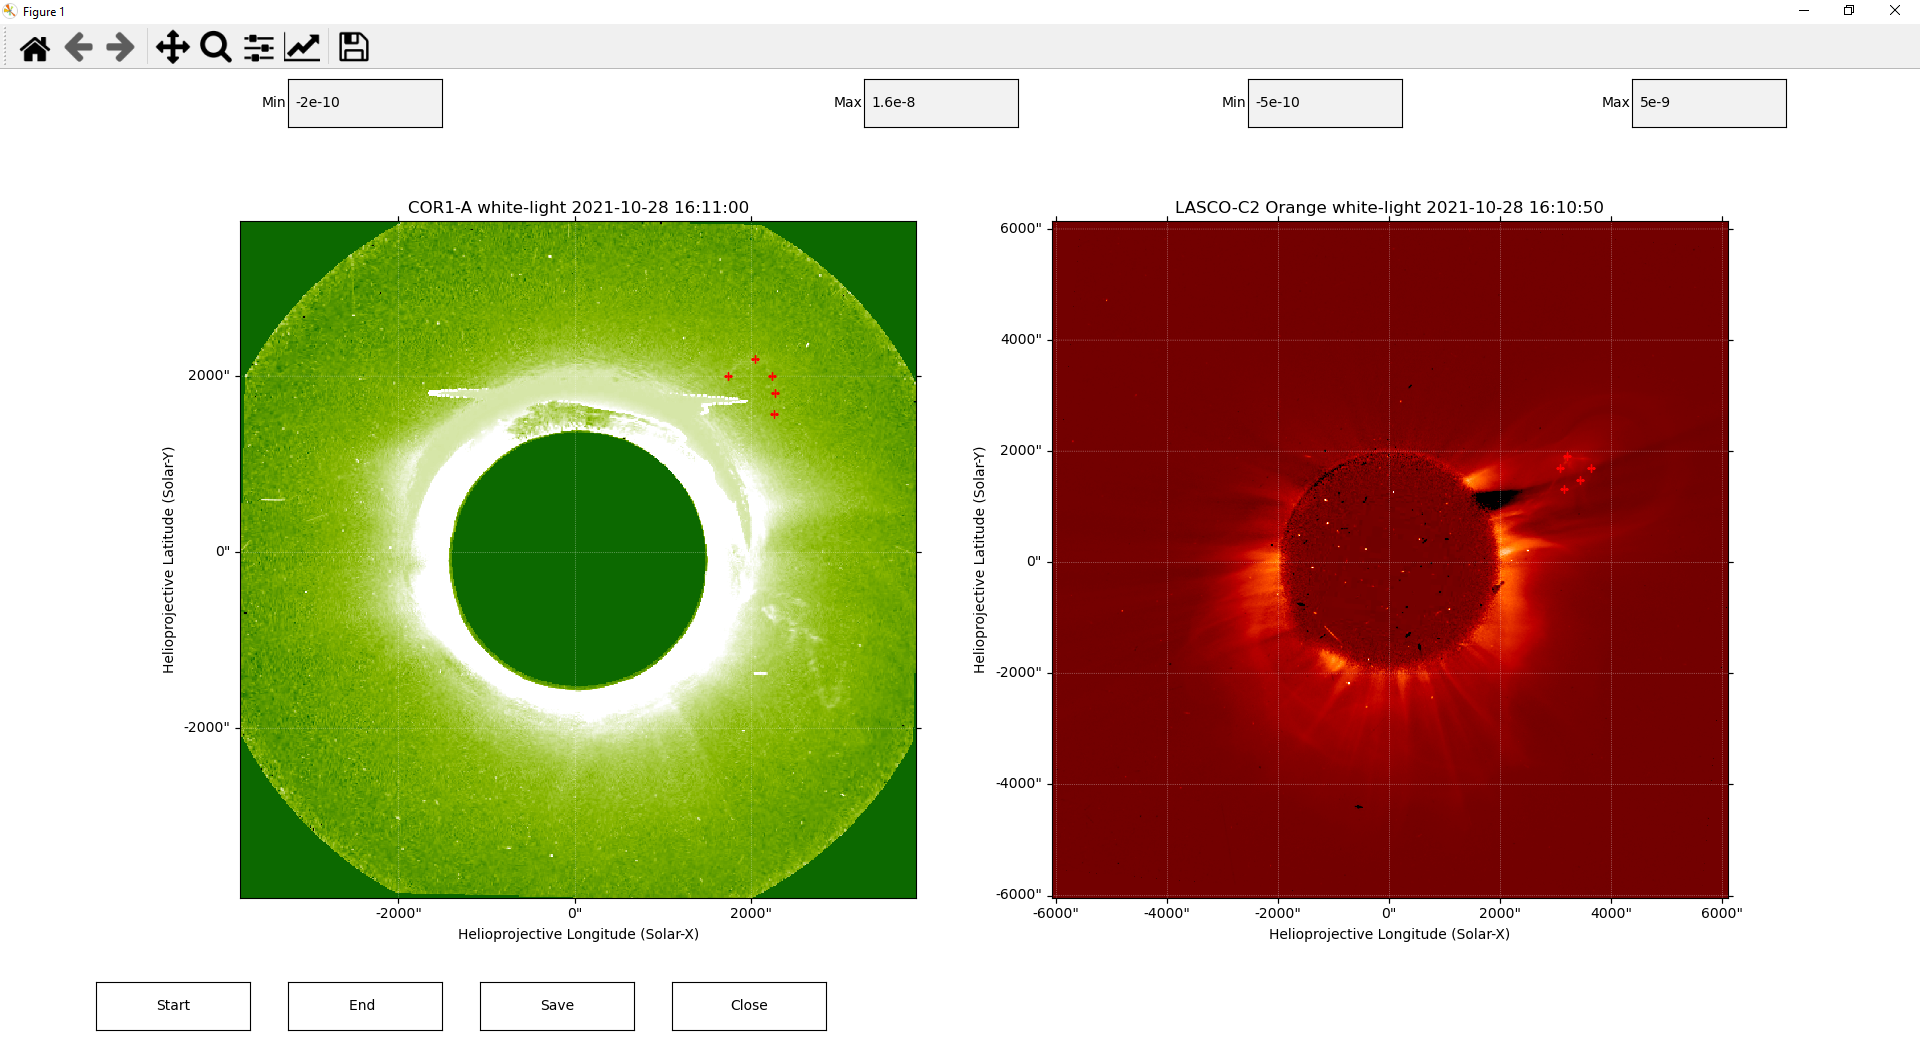 Figure 1
Min -2e-10 Max 1.6e-8 Min -5e-10 Max 5e-9
COR1-A white-light 2021-10-28 16:11:00
2000"
0"
-2000"
Helioprojective Latitude (Solar-Y)
-2000" 0" 2000"
Helioprojective Longitude (Solar-X)
LASCO-C2 Orange white-light 2021-10-28 16:10:50
6000"
4000"
2000"
0"
-2000"
-4000"
-6000"
Helioprojective Latitude (Solar-Y)
-6000" -4000" -2000" 0" 2000" 4000" 6000"
Helioprojective Longitude (Solar-X)
Start End Save Close